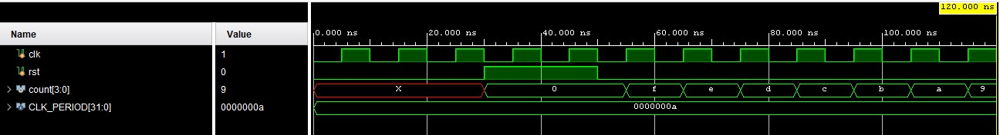 120.000 ns
Name Value
0.000 ns 20.000 ns 40.000 ns 60.000 ns 80.000 ns 100.000 ns
clk 1
rst 0
count[3:0] 9 X 0 f e d c b a 9
CLK_PERIOD[31:0] 0000000a 0000000a